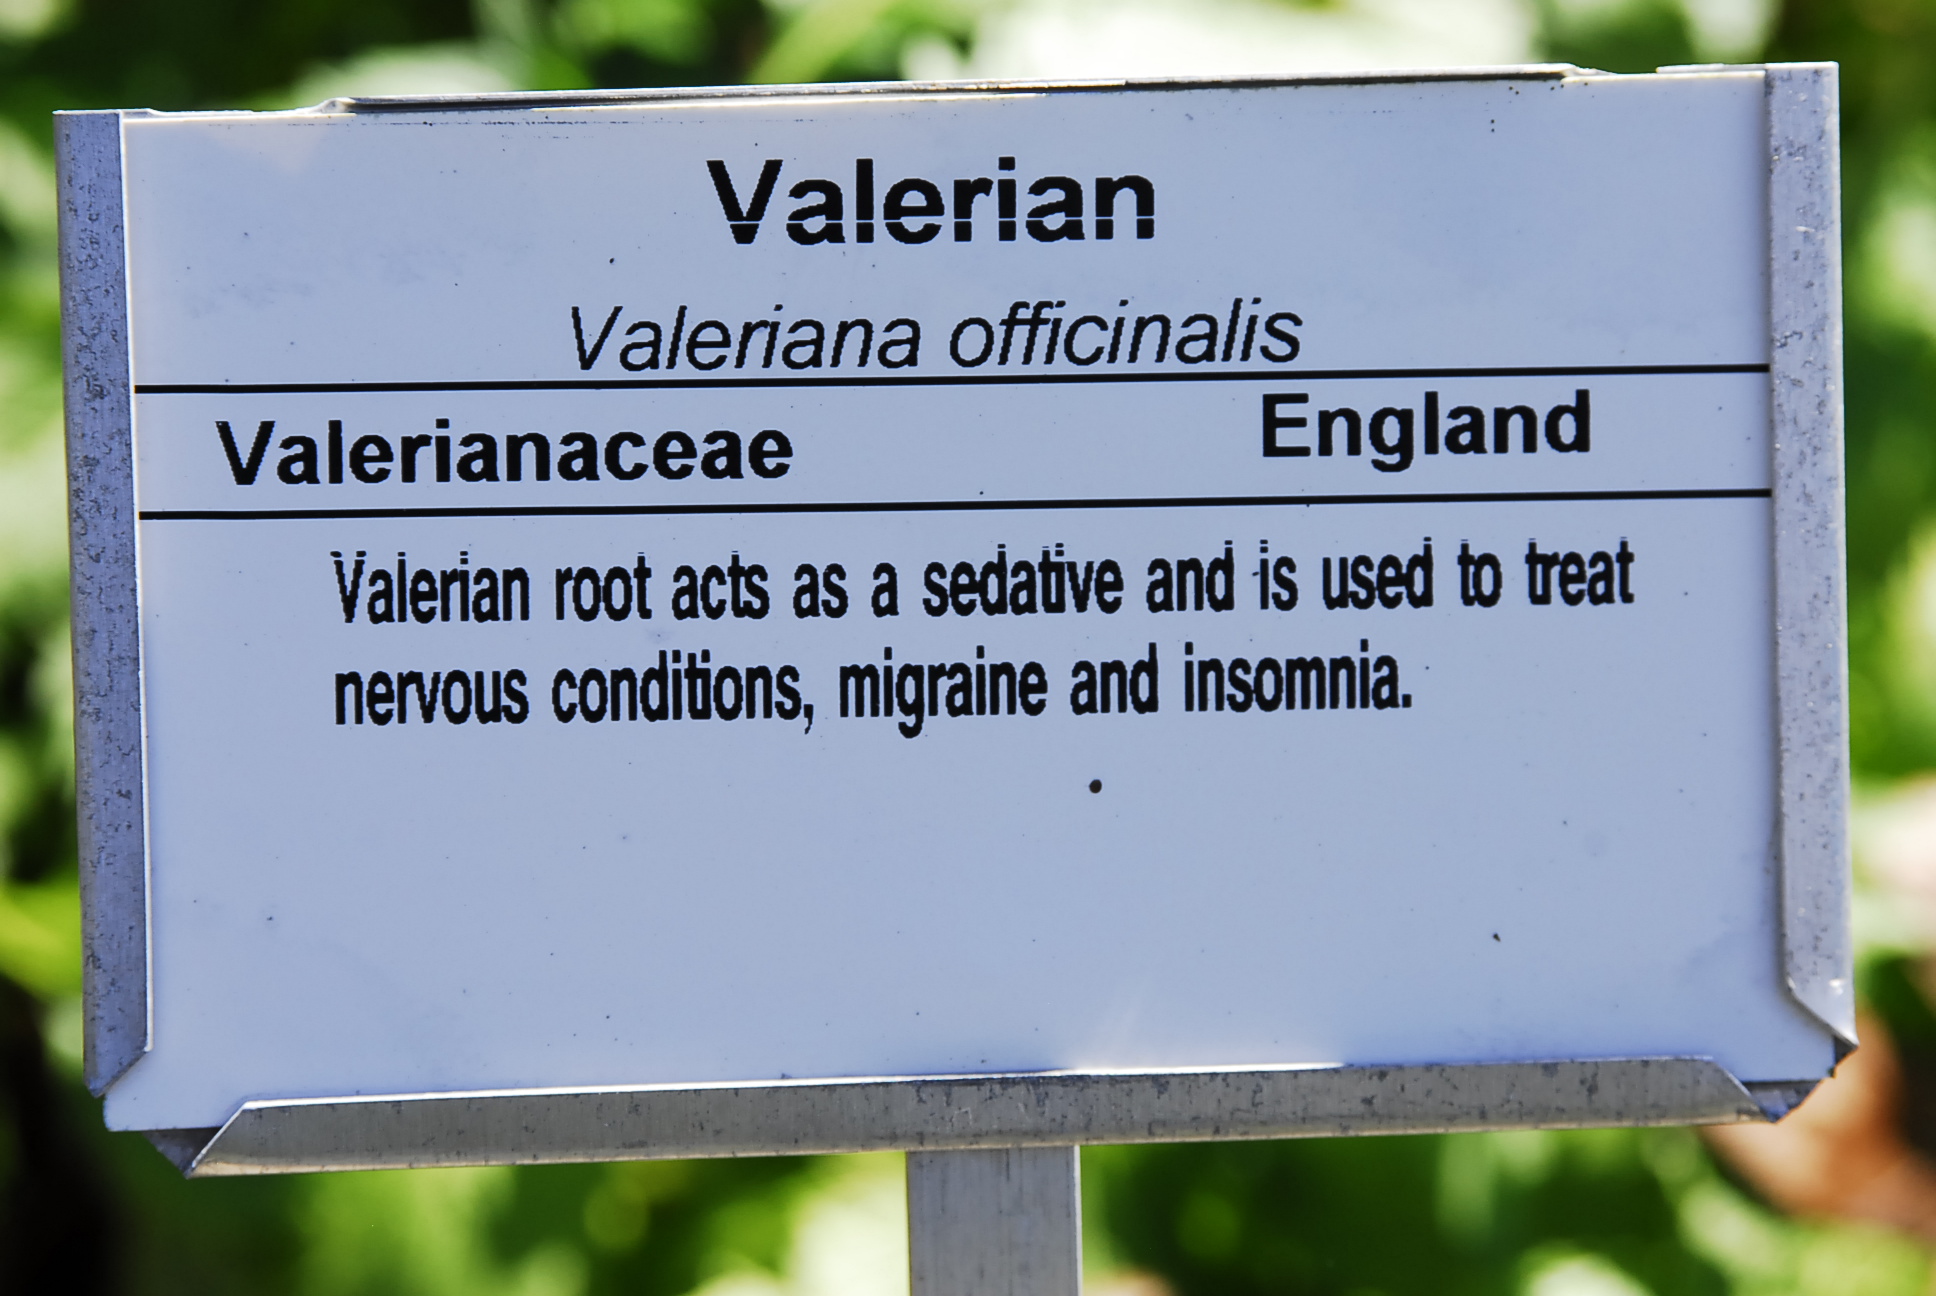 Valerian
Valeriana officinalis
Valerianaceae England
Valerian root acts as a sedative and is used to treat
nervous conditions, migraine and insomnia.